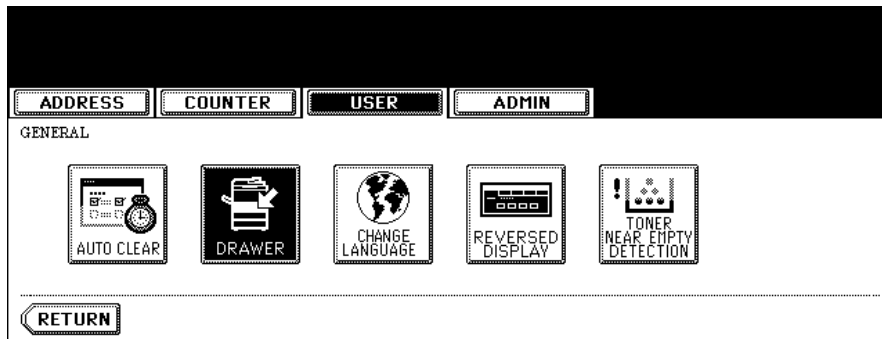 ADDRESS COUNTER USER ADMIN
GENERAL
AUTO CLEAR
DRAWER
CHANGE
LANGUAGE
REVERSED
DISPLAY
TONER
NEAR EMPTY
DETECTION
RETURN